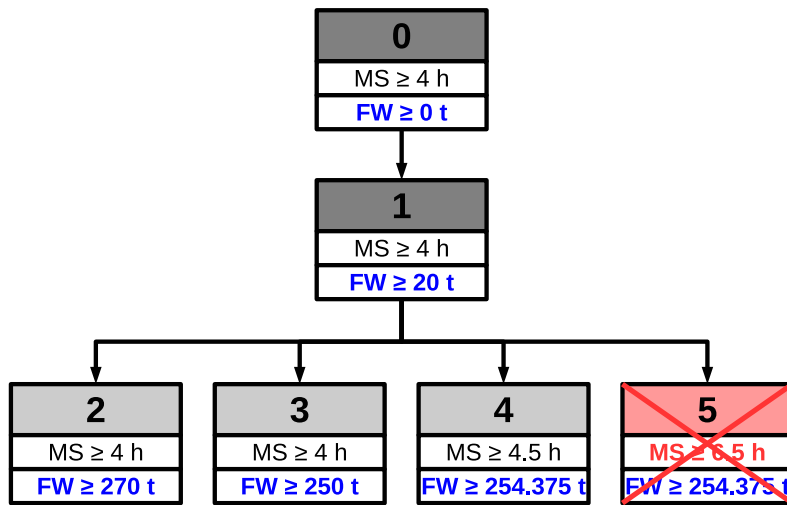 0
MS ≥ 4 h
FW ≥ 0 t
1
MS ≥ 4 h
FW ≥ 20 t
2
MS ≥ 4 h
FW ≥ 270 t
3
MS ≥ 4 h
FW ≥ 250 t
4
MS ≥ 4.5 h
FW ≥ 254.375 t
5
MS ≥ 6.5 h
FW ≥ 254.375 t